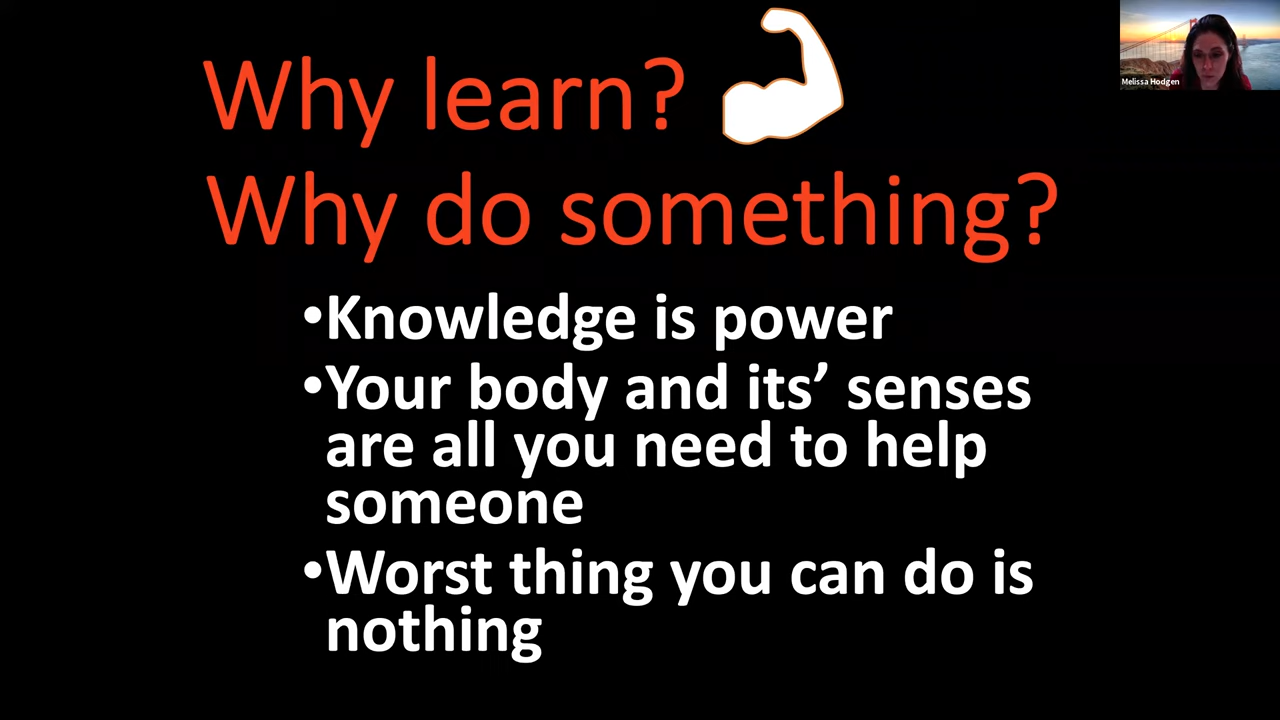 Why learn?
Why do something?
•Knowledge is power
•Your body and its’ senses
are all you need to help
someone
•Worst thing you can do is
nothing
Melissa Hodgen